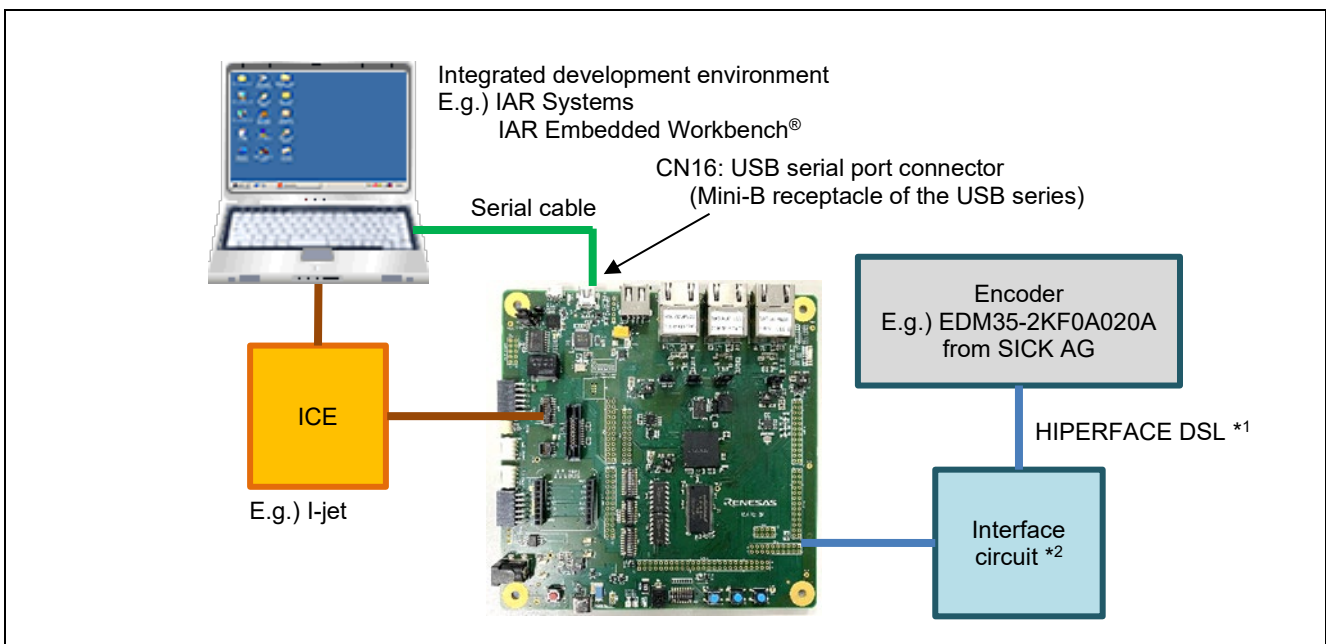 Integrated development environment
E.g.) IAR Systems
IAR Embedded Workbench®
CN16: USB serial port connector
(Mini-B receptacle of the USB series)
Serial cable
Encoder
E.g.) EDM35-2KF0A020A
from SICK AG
ICE
HIPERFACE DSL *1
E.g.) I-jet
RENESAS
Interface
circuit *2